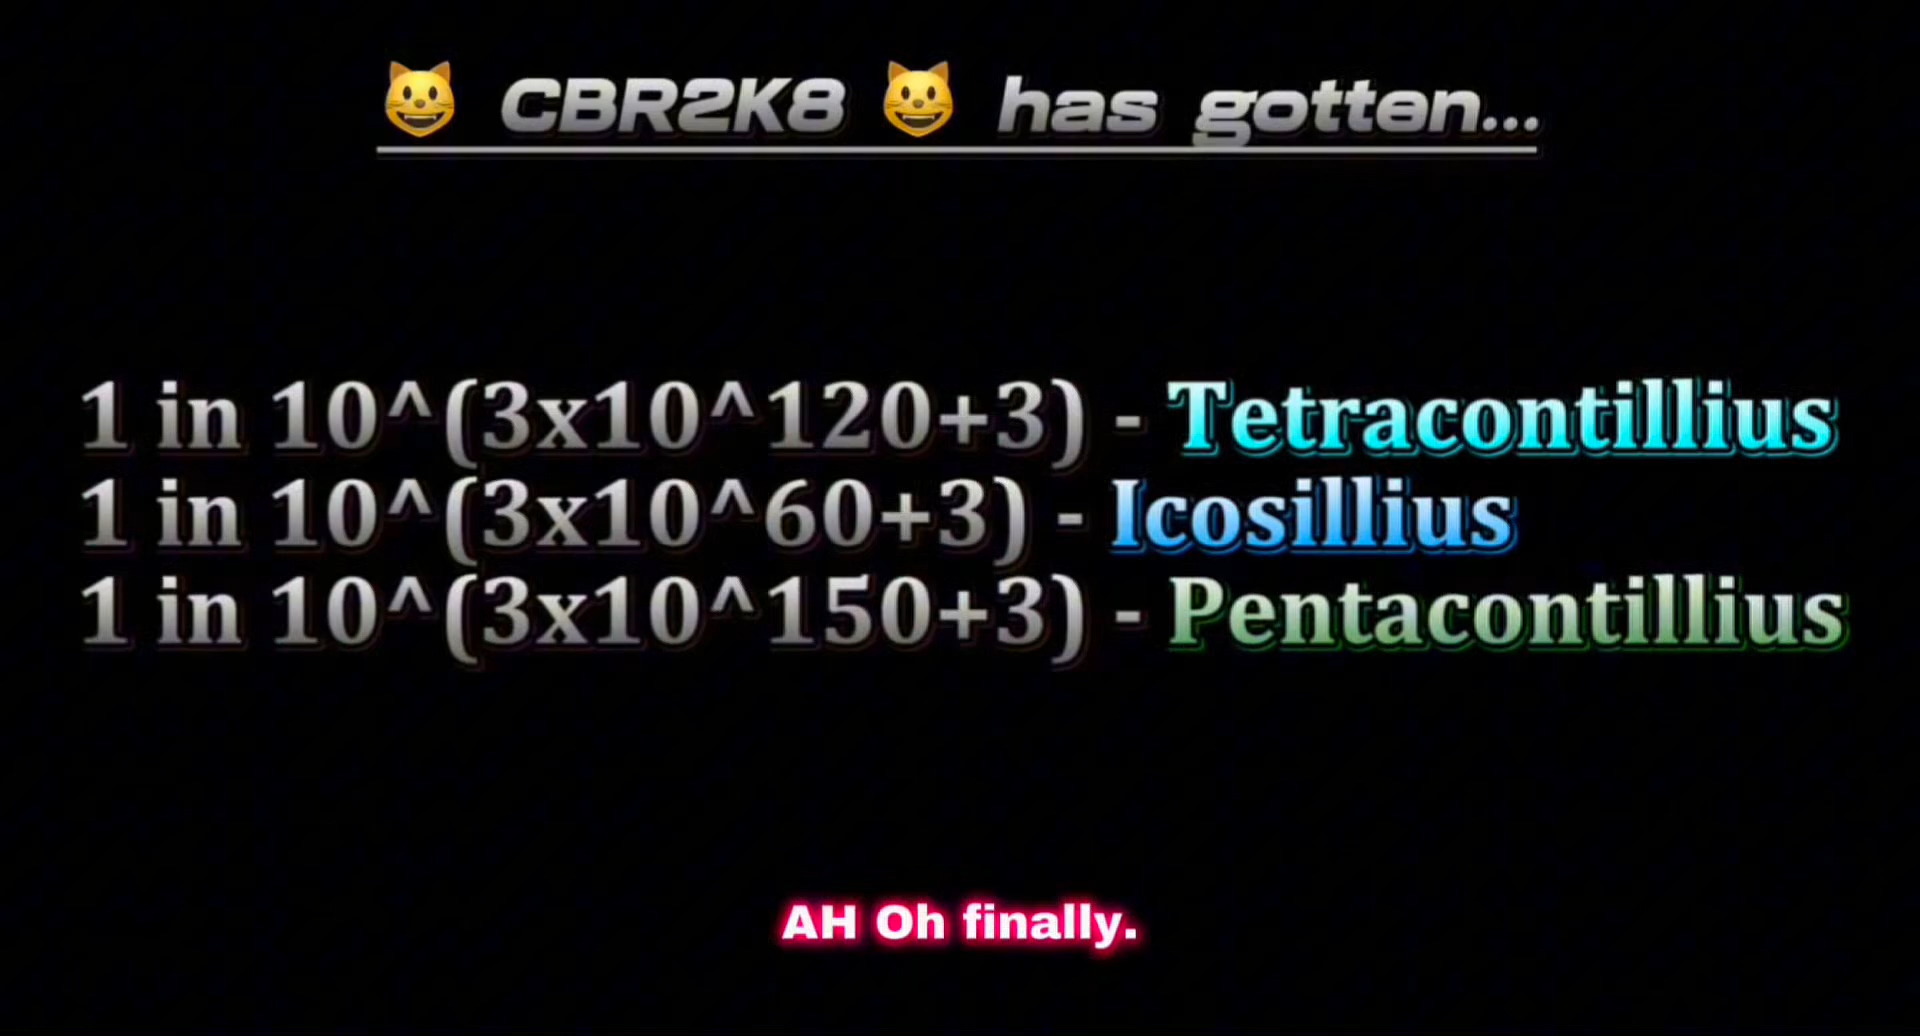 😺 CBR2K8 😺 has gotten...
1 in 10^(3x10^120+3) - Tetracontillius
1 in 10^(3x10^60+3) - Icosillius
1 in 10^(3x10^150+3) - Pentacontillius
AH Oh finally.